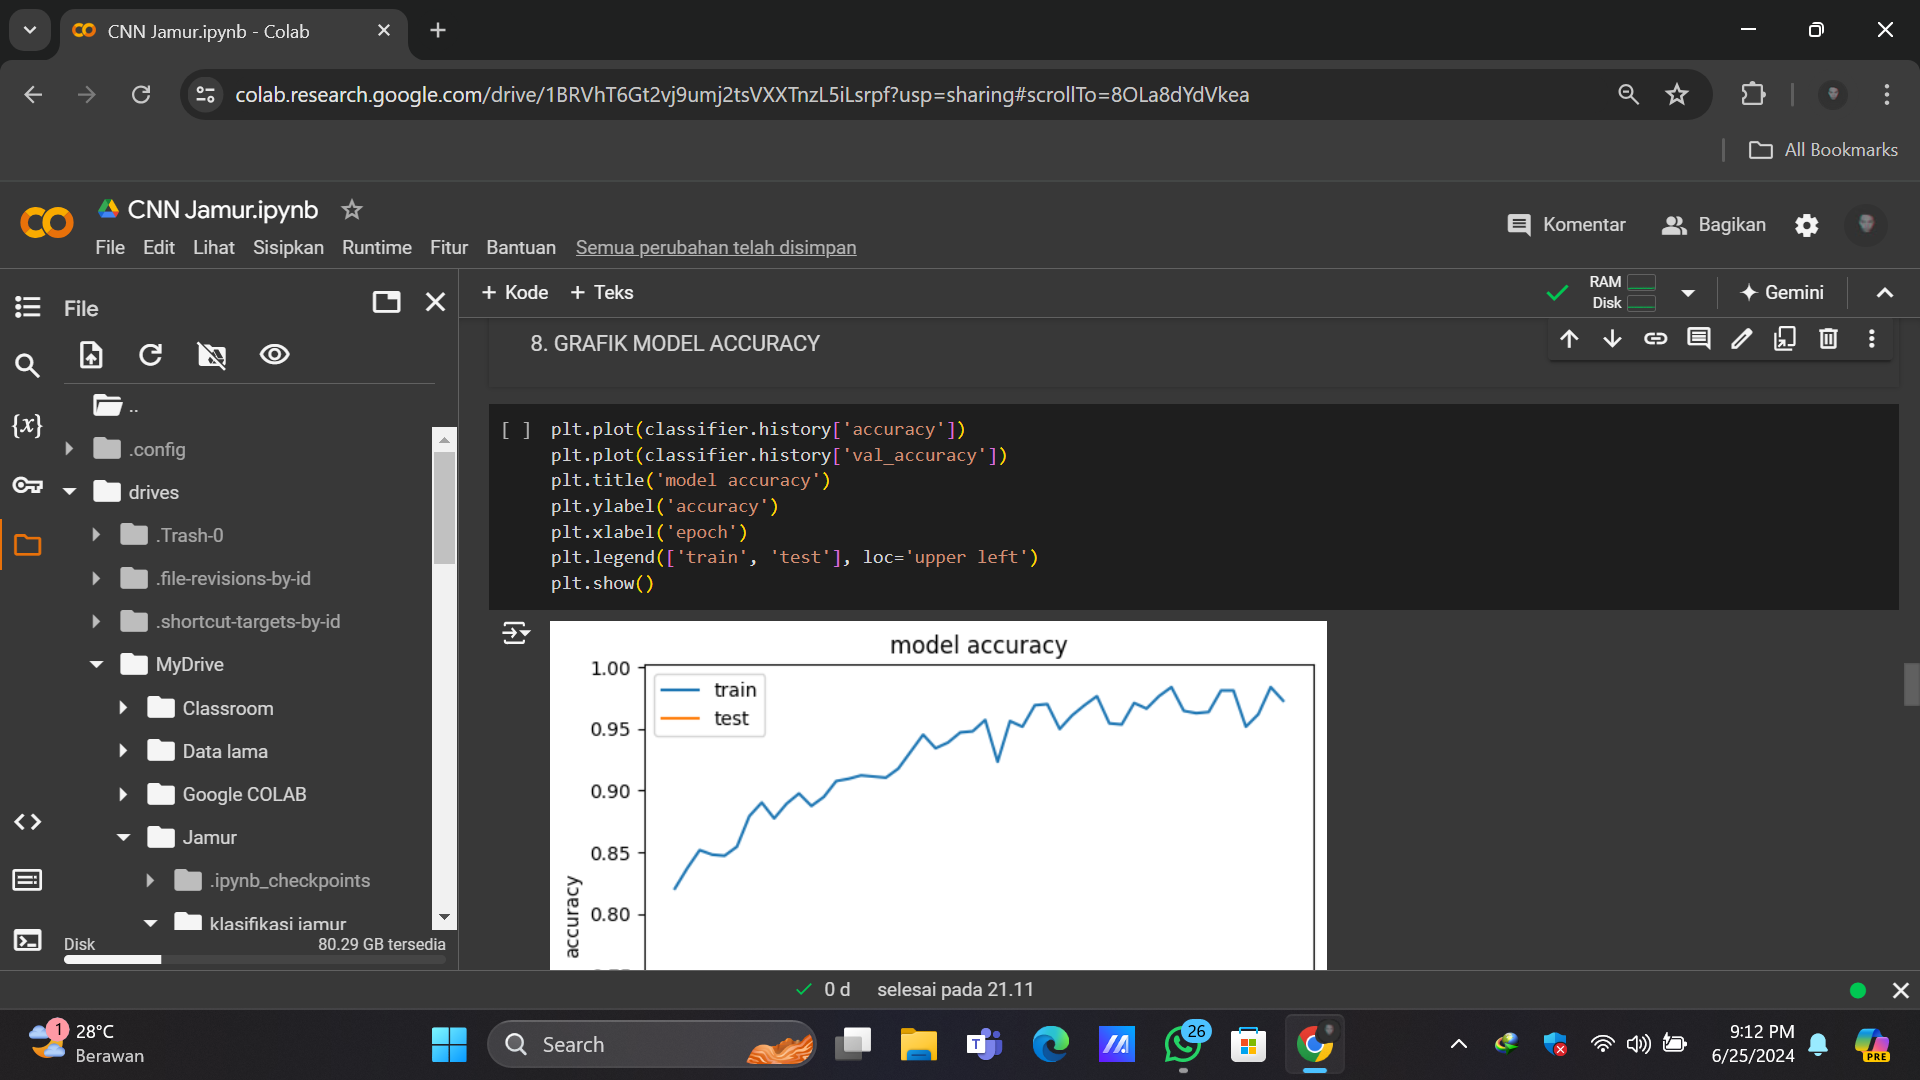 CNN Jamur.ipynb - Colab
colab.research.google.com/drive/1BRVhT6Gt2vj9umj2tsVXXTnzL5iLsrpf?usp=sharing#scrollTo=8OLa8dYdVkea
All Bookmarks
CNN Jamur.ipynb
File Edit Lihat Sisipkan Runtime Fitur Bantuan Semua perubahan telah disimpan
Komentar
Bagikan
File
+ Kode + Teks
RAM
Disk
Gemini
..
.config
drives
.Trash-0
.file-revisions-by-id
.shortcut-targets-by-id
MyDrive
Classroom
Data lama
Google COLAB
Jamur
.ipynb_checkpoints
klasifikasi jamur
Disk 80.29 GB tersedia
8. GRAFIK MODEL ACCURACY
[ ] plt.plot(classifier.history['accuracy'])
plt.plot(classifier.history['val_accuracy'])
plt.title('model accuracy')
plt.ylabel('accuracy')
plt.xlabel('epoch')
plt.legend(['train', 'test'], loc='upper left')
plt.show()
model accuracy
train
test
1.00
0.95
0.90
0.85
0.80
accuracy
0 d selesai pada 21.11
1
28°C
Berawan
Search
26
9:12 PM
6/25/2024
PRE